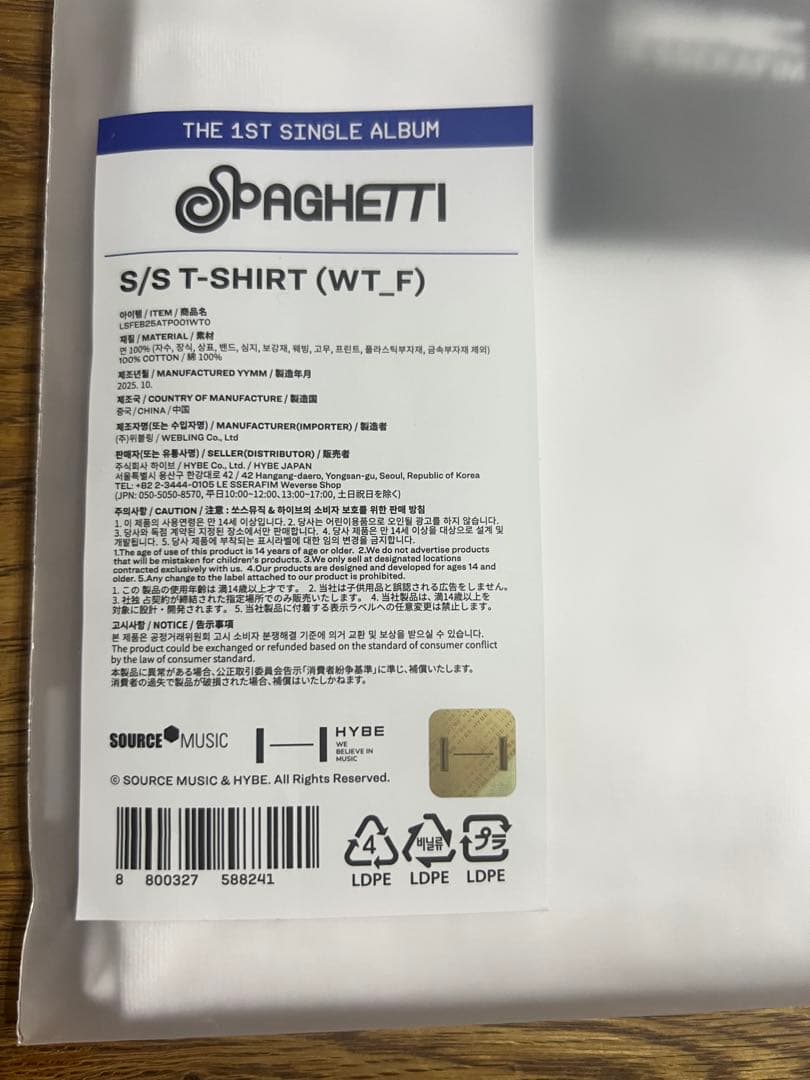 THE 1ST SINGLE ALBUM
SPAGHETTI
S/S T-SHIRT (WT_F)
아이템 / ITEM / 商品名
LSFEB25ATP001WT0
재질 / MATERIAL / 素材
면 100% (자수, 장식, 상표, 밴드, 심지, 보강재, 웨빙, 고무, 프린트, 플라스틱부자재, 금속부자재 제외)
100% COTTON / 綿 100%
제조년월 / MANUFACTURED YYMM / 製造年月
2025. 10.
제조국 / COUNTRY OF MANUFACTURE / 製造国
중국 / CHINA / 中国
제조자명(또는 수입자명) / MANUFACTURER(IMPORTER) / 製造者
(주)위블링 / WEBLING Co., Ltd
판매자(또는 유통사명) / SELLER(DISTRIBUTOR) / 販売者
주식회사 하이브 / HYBE Co., Ltd. / HYBE JAPAN
서울특별시 용산구 한강대로 42 / 42 Hangang-daero, Yongsan-gu, Seoul, Republic of Korea
TEL: +82 2-3444-0105 LE SSERAFIM Weverse Shop
(JPN: 050-5050-8570, 平日10:00~12:00、13:00~17:00, 土日祝日を除く)
주의사항 / CAUTION / 注意 : 쏘스뮤직 & 하이브의 소비자 보호를 위한 판매 방침
1. 이 제품의 사용연령은 만 14세 이상입니다. 2. 당사는 어린이용품으로 오인될 광고를 하지 않습니다.
3. 당사와 독점 계약된 지정된 장소에서만 판매합니다. 4. 당사 제품은 만 14세 이상을 대상으로 설계 및
개발됩니다. 5. 당사 제품에 부착되는 표시라벨에 대한 임의 변경을 금지합니다.
1.The age of use of this product is 14 years of age or older. 2.We do not advertise products
that will be mistaken for children's products. 3.We only sell at designated locations
contracted exclusively with us. 4.Our products are designed and developed for ages 14 and
older. 5.Any change to the label attached to our product is prohibited.
1. この 製品の使用年齢は 満14歳以上才です。 2. 当社は子供用品と誤認される広告をしません。
3. 社独 占契約が締結された指定場所でのみ販売いたします。 4. 当社製品は、満14歳以上を
対象に設計・開発されます。 5. 当社製品に付着する表示ラベルへの任意変更は禁止します。
고시사항 / NOTICE / 告示事項
본 제품은 공정거래위원회 고시 소비자 분쟁해결 기준에 의거 교환 및 보상을 받으실 수 있습니다.
The product could be exchanged or refunded based on the standard of consumer conflict
by the law of consumer standard.
本製品に異常がある場合、公正取引委員会告示「消費者紛争基準」に準じ、補償いたします。
消費者の過失で製品が破損された場合、補償はいたしかねます。
SOURCE MUSIC
HYBE
WE
BELIEVE IN
MUSIC
© SOURCE MUSIC & HYBE. All Rights Reserved.
8 800327 588241
4 비닐류 プラ
LDPE LDPE LDPE